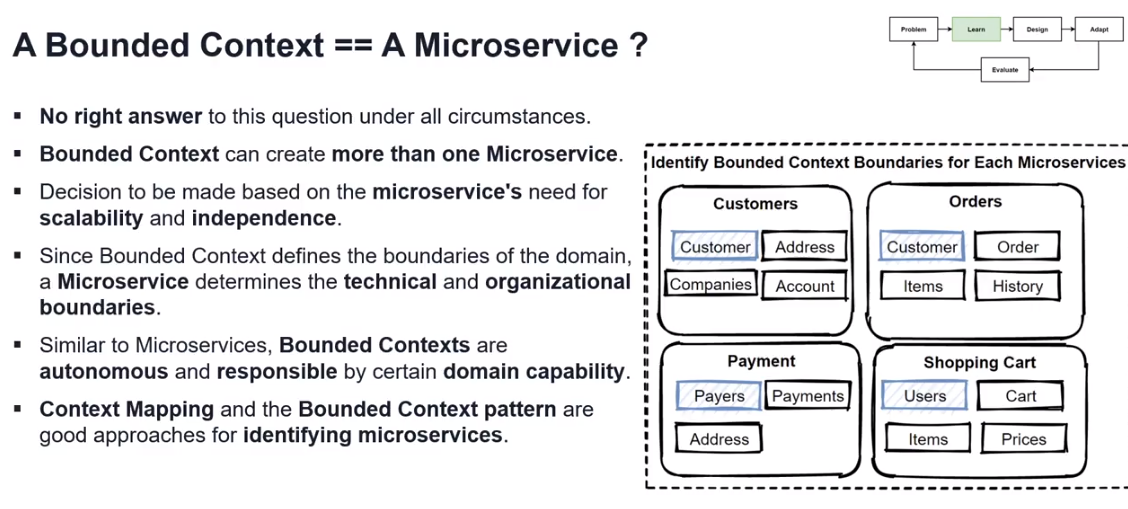 A Bounded Context == A Microservice ?
Problem
Learn
Design
Adapt
Evaluate
▪ No right answer to this question under all circumstances.
▪ Bounded Context can create more than one Microservice.
▪ Decision to be made based on the microservice's need for
scalability and independence.
▪ Since Bounded Context defines the boundaries of the domain,
a Microservice determines the technical and organizational
boundaries.
▪ Similar to Microservices, Bounded Contexts are
autonomous and responsible by certain domain capability.
▪ Context Mapping and the Bounded Context pattern are
good approaches for identifying microservices.
Identify Bounded Context Boundaries for Each Microservices
Customers
Customer
Address
Companies
Account
Orders
Customer
Order
Items
History
Payment
Payers
Payments
Address
Shopping Cart
Users
Cart
Items
Prices